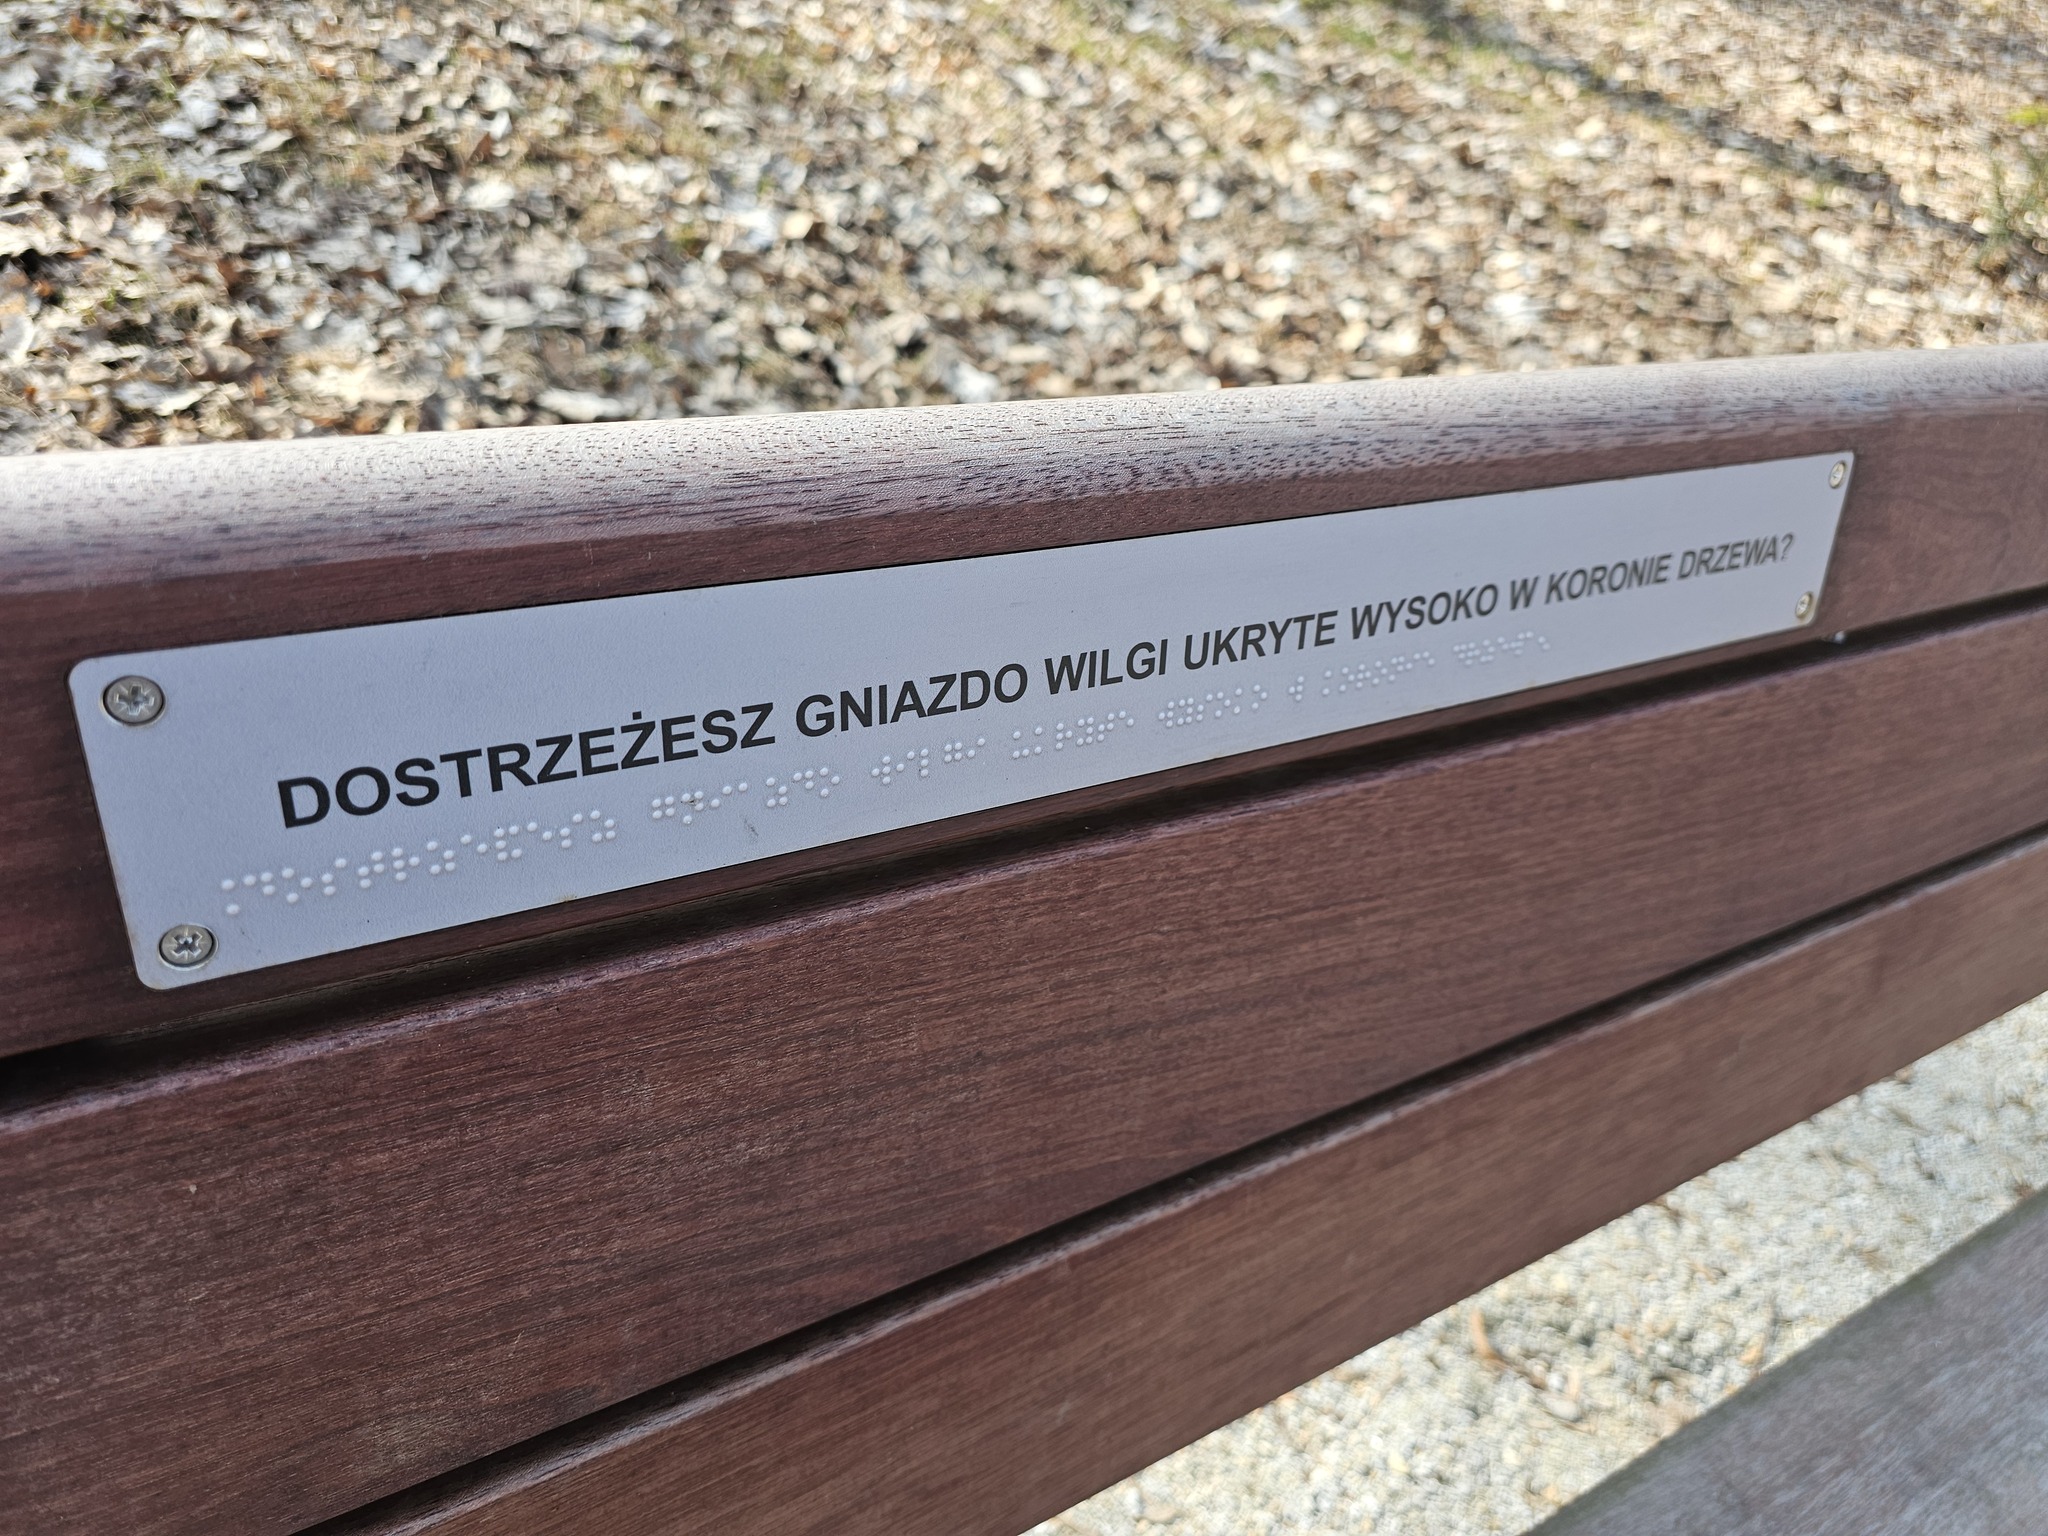 DOSTRZEŻESZ GNIAZDO WILGI UKRYTE WYSOKO W KORONIE DRZEWA?